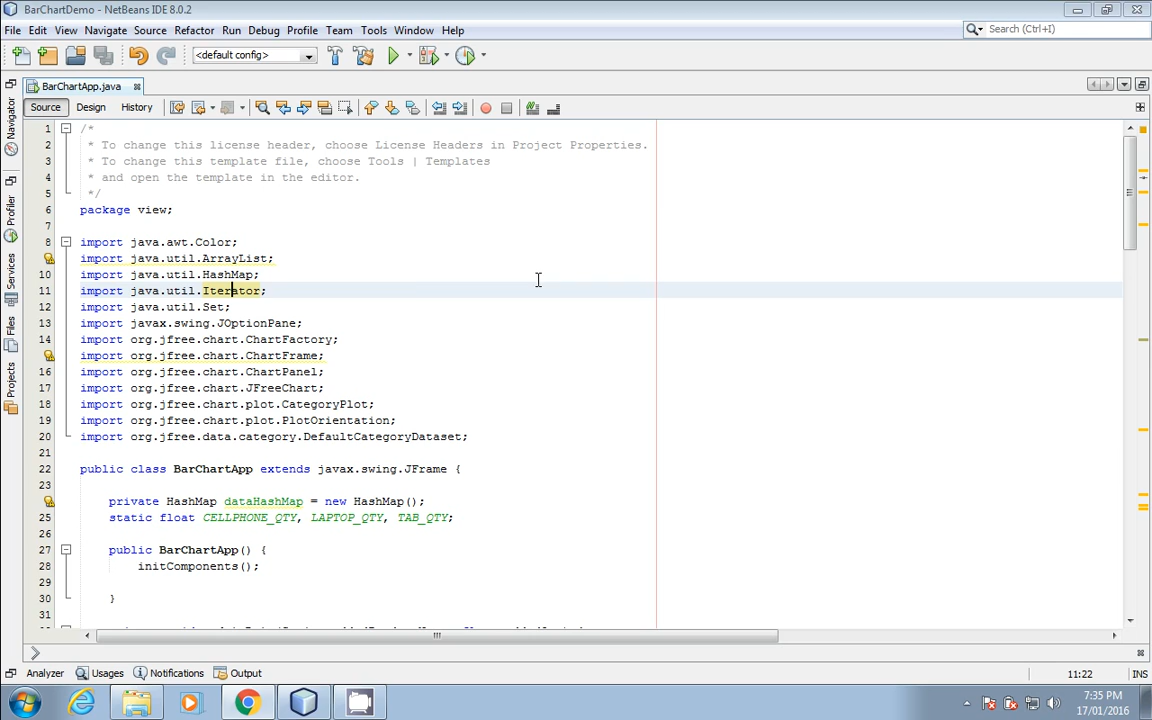 BarChartDemo - NetBeans IDE 8.0.2
File Edit View Navigate Source Refactor Run Debug Profile Team Tools Window Help
Search (Ctrl+I)
<default config>
BarChartApp.java
Source Design History
Navigator
Profiler
Services
Files
Projects
1 /*
2 * To change this license header, choose License Headers in Project Properties.
3 * To change this template file, choose Tools | Templates
4 * and open the template in the editor.
5 */
6 package view;
7
8 import java.awt.Color;
import java.util.ArrayList;
10 import java.util.HashMap;
11 import java.util.Iterator;
12 import java.util.Set;
13 import javax.swing.JOptionPane;
14 import org.jfree.chart.ChartFactory;
import org.jfree.chart.ChartFrame;
16 import org.jfree.chart.ChartPanel;
17 import org.jfree.chart.JFreeChart;
18 import org.jfree.chart.plot.CategoryPlot;
19 import org.jfree.chart.plot.PlotOrientation;
20 import org.jfree.data.category.DefaultCategoryDataset;
21
22 public class BarChartApp extends javax.swing.JFrame {
23
private HashMap dataHashMap = new HashMap();
25 static float CELLPHONE_QTY, LAPTOP_QTY, TAB_QTY;
26
27 public BarChartApp() {
28 initComponents();
29
30 }
31
Analyzer Usages Notifications Output
11:22 INS
7:35 PM
17/01/2016